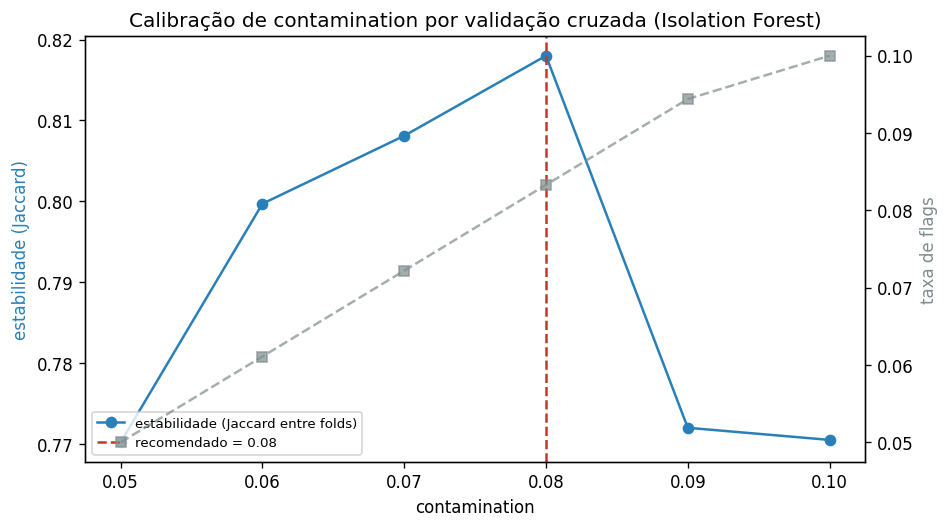 Calibração de contamination por validação cruzada (Isolation Forest)
0.82
0.81
0.80
0.79
0.78
0.77
estabilidade (Jaccard)
0.10
0.09
0.08
0.07
0.06
0.05
taxa de flags
estabilidade (Jaccard entre folds)
recomendado = 0.08
0.05 0.06 0.07 0.08 0.09 0.10
contamination